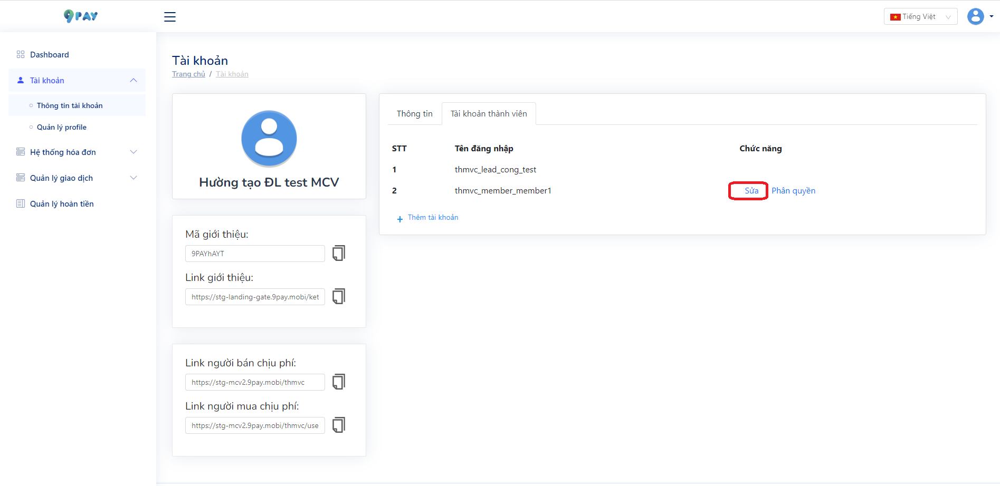 9PAY
Tiếng Việt
Dashboard
Tài khoản
Thông tin tài khoản
Quản lý profile
Hệ thống hóa đơn
Quản lý giao dịch
Quản lý hoàn tiền
Tài khoản
Trang chủ / Tài khoản
Hường tạo ĐL test MCV
Mã giới thiệu:
9PAYhAYT
Link giới thiệu:
https://stg-landing-gate.9pay.mobi/ket
Link người bán chịu phí:
https://stg-mcv2.9pay.mobi/thmvc
Link người mua chịu phí:
https://stg-mcv2.9pay.mobi/thmvc/use
Thông tin Tài khoản thành viên
STT Tên đăng nhập Chức năng
1 thmvc_lead_cong_test
2 thmvc_member_member1 Sửa Phân quyền
+ Thêm tài khoản